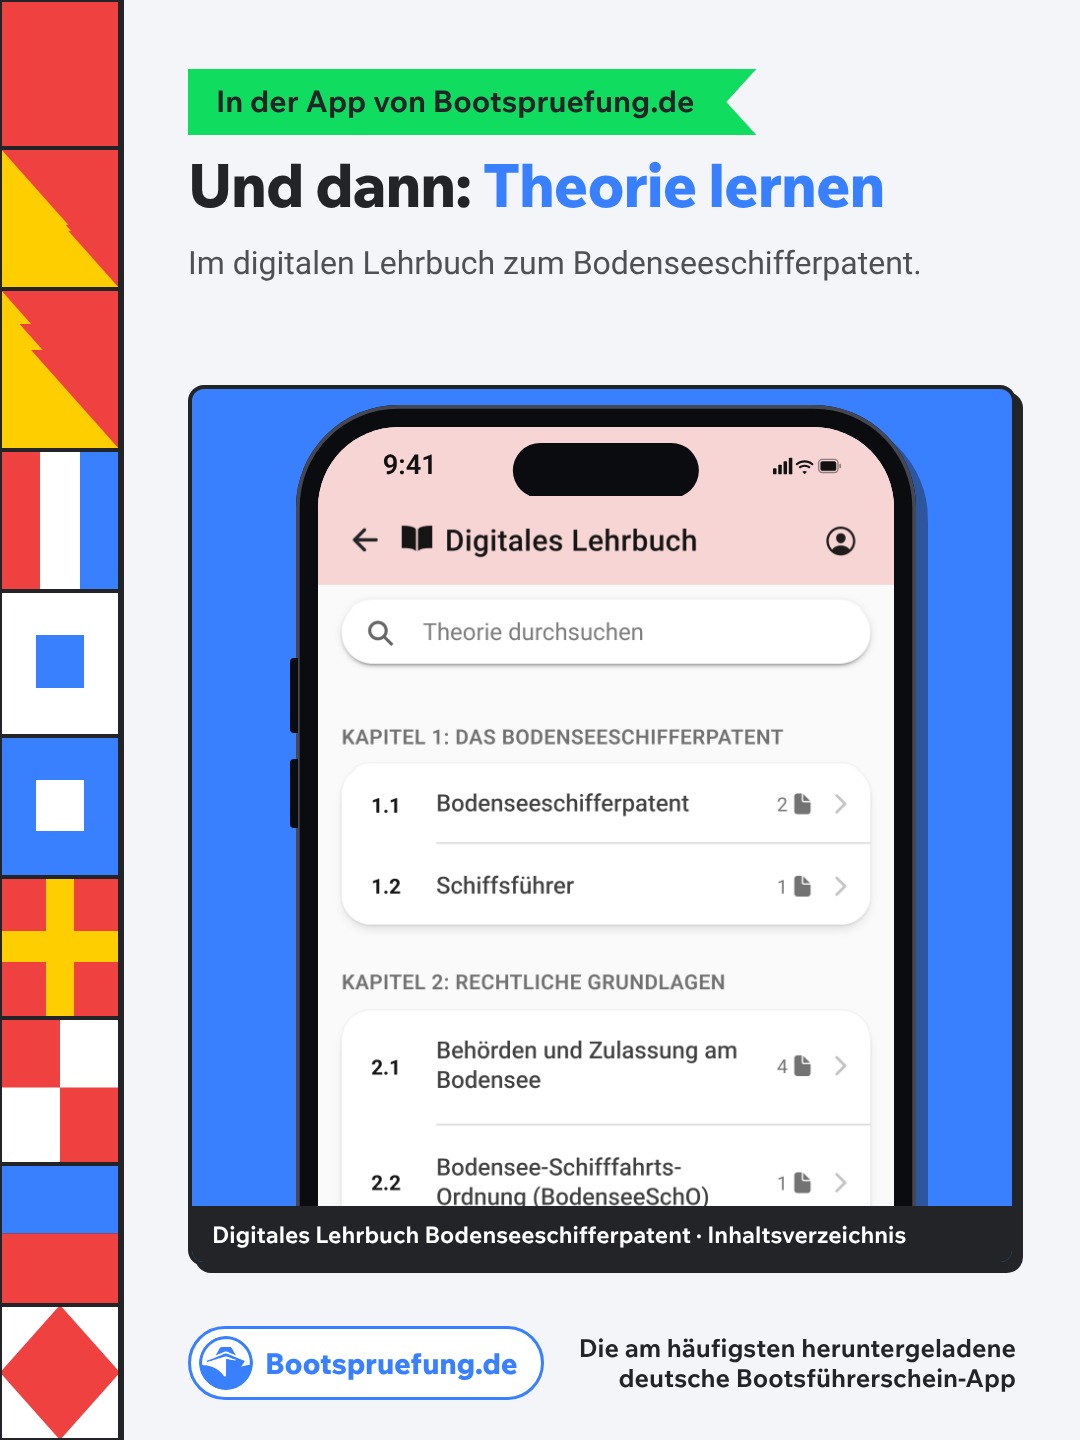 In der App von Bootspruefung.de
Und dann: Theorie lernen
Im digitalen Lehrbuch zum Bodenseeschifferpatent.
9:41
Digitales Lehrbuch
Theorie durchsuchen
KAPITEL 1: DAS BODENSEESCHIFFERPATENT
1.1 Bodenseeschifferpatent 2
1.2 Schiffsführer 1
KAPITEL 2: RECHTLICHE GRUNDLAGEN
2.1 Behörden und Zulassung am 4
Bodensee
2.2 Bodensee-Schifffahrts- 1
Ordnung (BodenseeSchO)
Digitales Lehrbuch Bodenseeschifferpatent · Inhaltsverzeichnis
Bootspruefung.de
Die am häufigsten heruntergeladene
deutsche Bootsführerschein-App